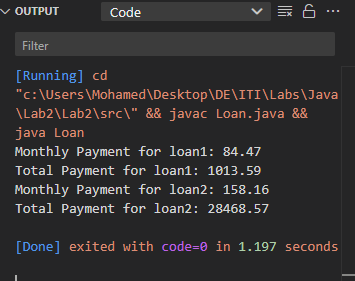 OUTPUT
Code
Filter
[Running] cd
"c:\Users\Mohamed\Desktop\DE\ITI\Labs\Java
\Lab2\Lab2\src\" && javac Loan.java &&
java Loan
Monthly Payment for loan1: 84.47
Total Payment for loan1: 1013.59
Monthly Payment for loan2: 158.16
Total Payment for loan2: 28468.57
[Done] exited with code=0 in 1.197 seconds